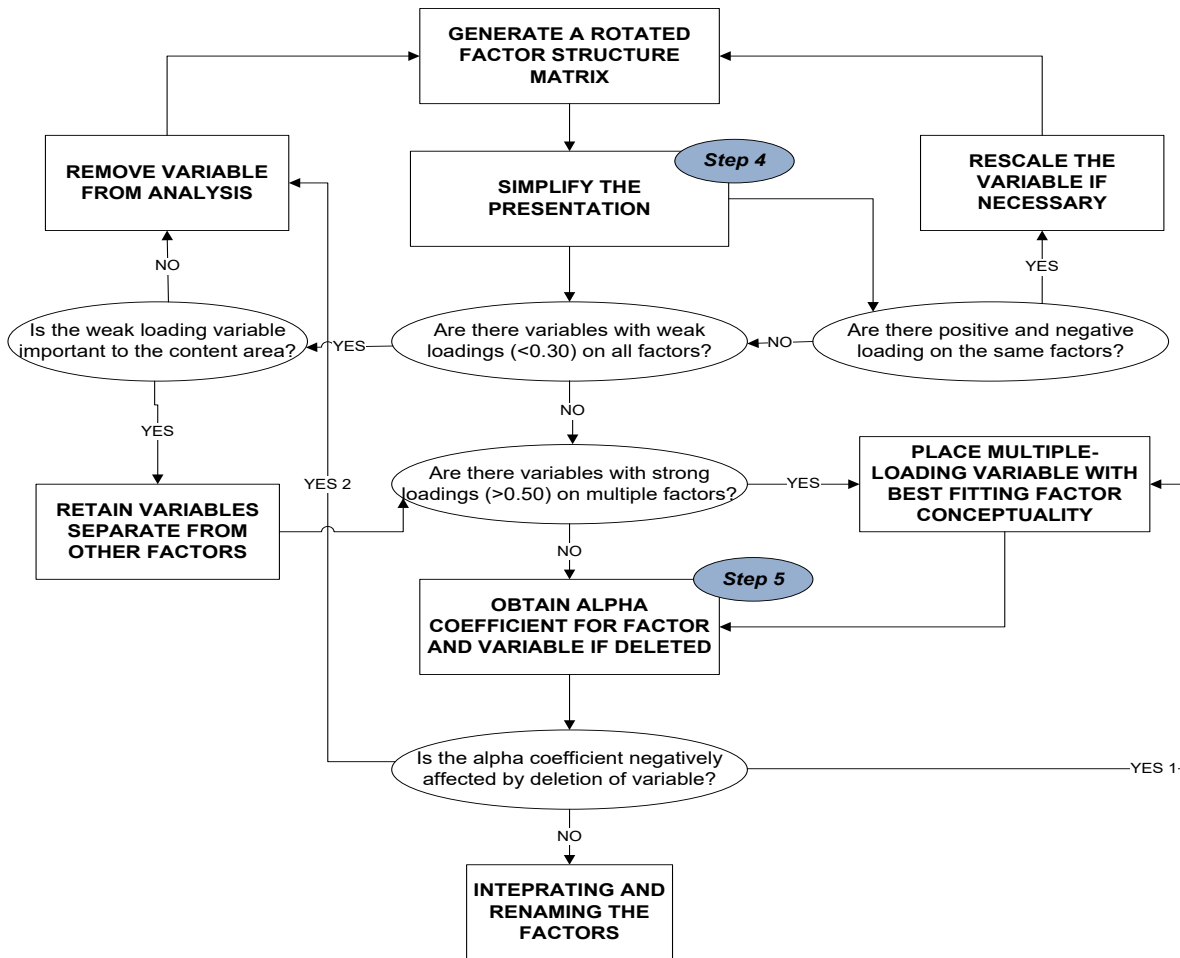 GENERATE A ROTATED
FACTOR STRUCTURE
MATRIX
Step 4
REMOVE VARIABLE
FROM ANALYSIS
SIMPLIFY THE
PRESENTATION
RESCALE THE
VARIABLE IF
NECESSARY
NO
YES
Is the weak loading variable
important to the content area?
YES
Are there variables with weak
loadings (<0.30) on all factors?
NO
Are there positive and negative
loading on the same factors?
YES
NO
YES 2
RETAIN VARIABLES
SEPARATE FROM
OTHER FACTORS
Are there variables with strong
loadings (>0.50) on multiple factors?
YES
PLACE MULTIPLE-
LOADING VARIABLE WITH
BEST FITTING FACTOR
CONCEPTUALITY
NO
Step 5
OBTAIN ALPHA
COEFFICIENT FOR FACTOR
AND VARIABLE IF DELETED
Is the alpha coefficient negatively
affected by deletion of variable?
YES 1
NO
INTEPRATING AND
RENAMING THE
FACTORS